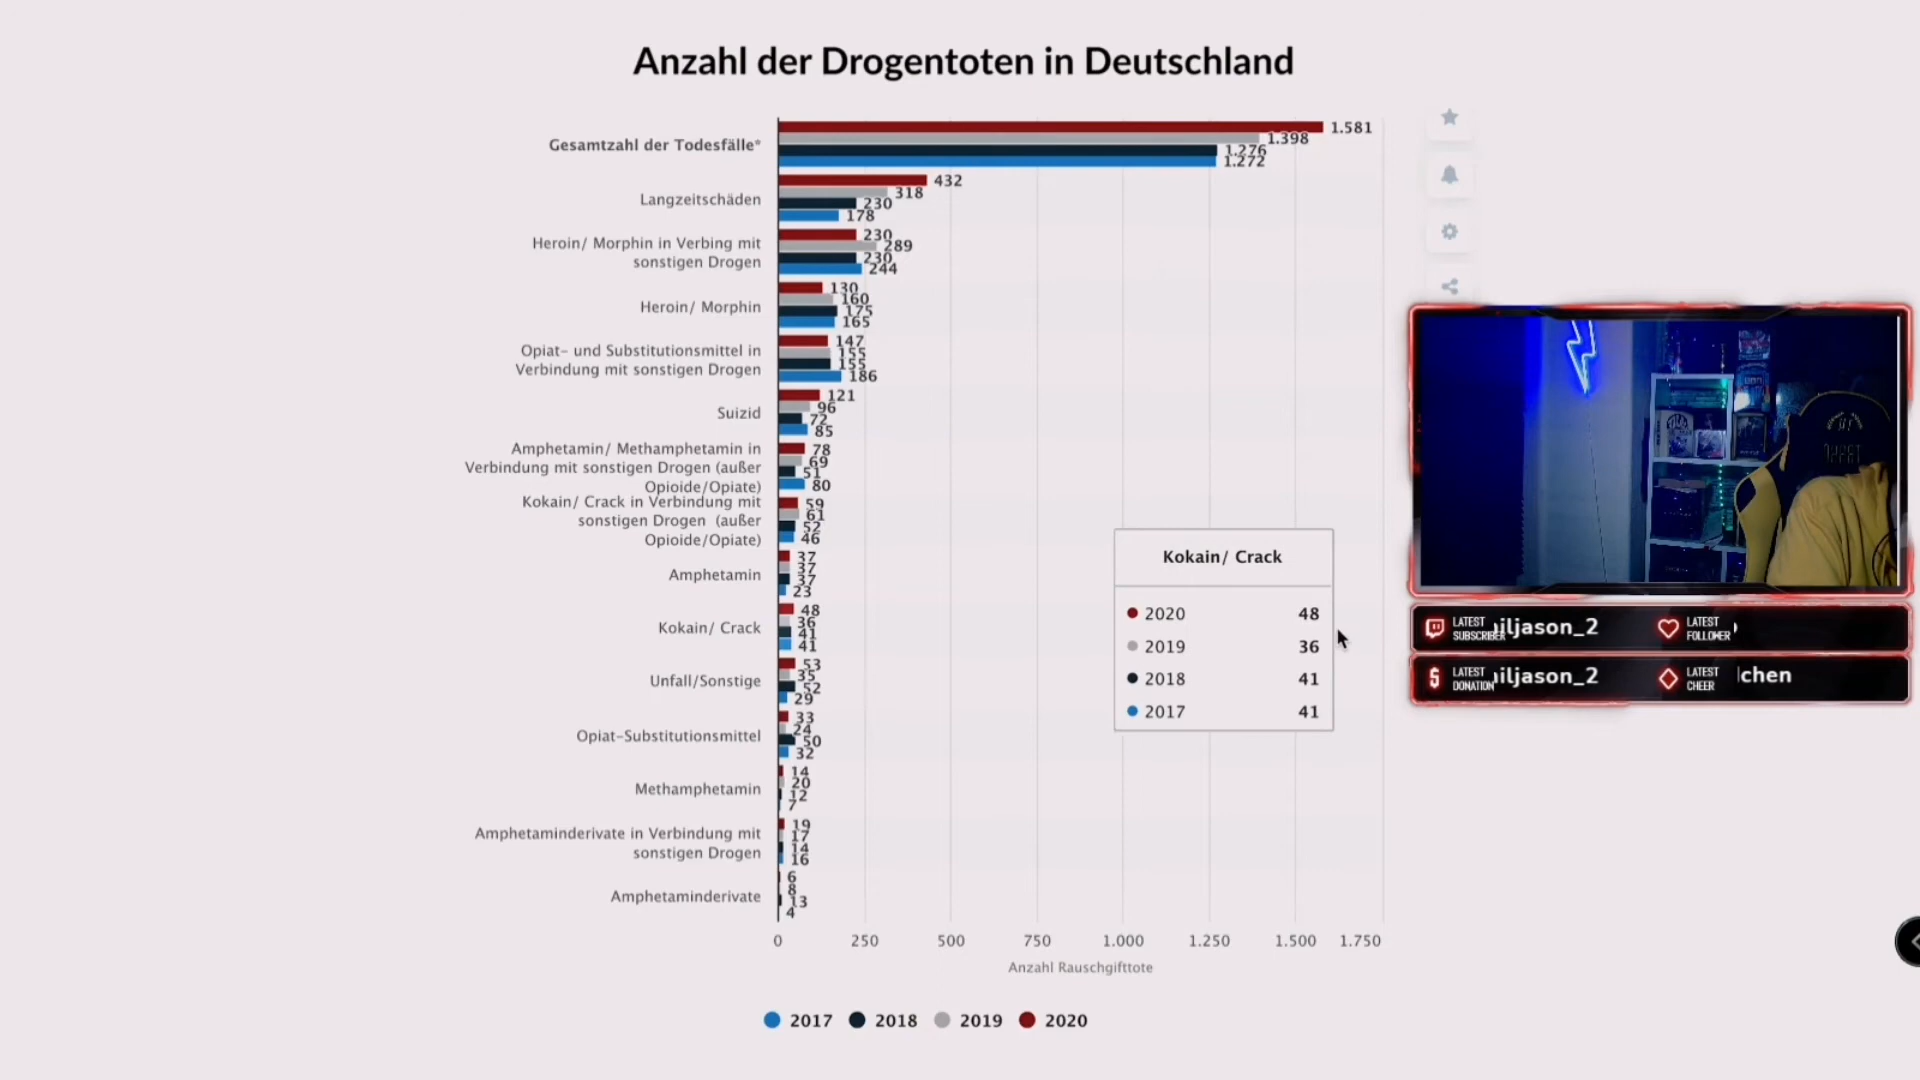 Anzahl der Drogentoten in Deutschland
Gesamtzahl der Todesfälle*
1.581
1.398
1.276
1.272
Langzeitschäden
432
318
230
178
Heroin/ Morphin in Verbing mit
sonstigen Drogen
230
289
230
244
Heroin/ Morphin
130
160
175
165
Opiat- und Substitutionsmittel in
Verbindung mit sonstigen Drogen
147
155
155
186
Suizid
121
96
72
85
Amphetamin/ Methamphetamin in
Verbindung mit sonstigen Drogen (außer
Opioide/Opiate)
78
69
51
80
Kokain/ Crack in Verbindung mit
sonstigen Drogen (außer
Opioide/Opiate)
59
61
52
46
Amphetamin
37
37
37
23
Kokain/ Crack
48
36
41
41
Unfall/Sonstige
53
35
52
29
Opiat-Substitutionsmittel
33
24
50
32
Methamphetamin
14
20
12
7
Amphetaminderivate in Verbindung mit
sonstigen Drogen
19
17
14
16
Amphetaminderivate
6
8
13
4
0 250 500 750 1.000 1.250 1.500 1.750
Anzahl Rauschgifttote
2017 2018 2019 2020
Kokain/ Crack
2020 48
2019 36
2018 41
2017 41
LATEST
SUBSCRIBER
iljason_2
LATEST
FOLLOWER
LATEST
DONATION
iljason_2
LATEST
CHEER
chen